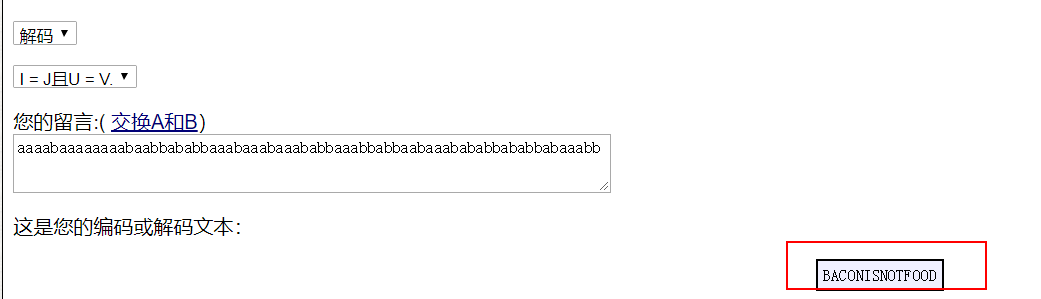 解码
I = J且U = V.
您的留言:( 交换A和B)
aaaabaaaaaaaabaabbababbaaabaaabaaababbaaabbabbaabaaabababbababbabaaabb
这是您的编码或解码文本：
BACONISNOTFOOD